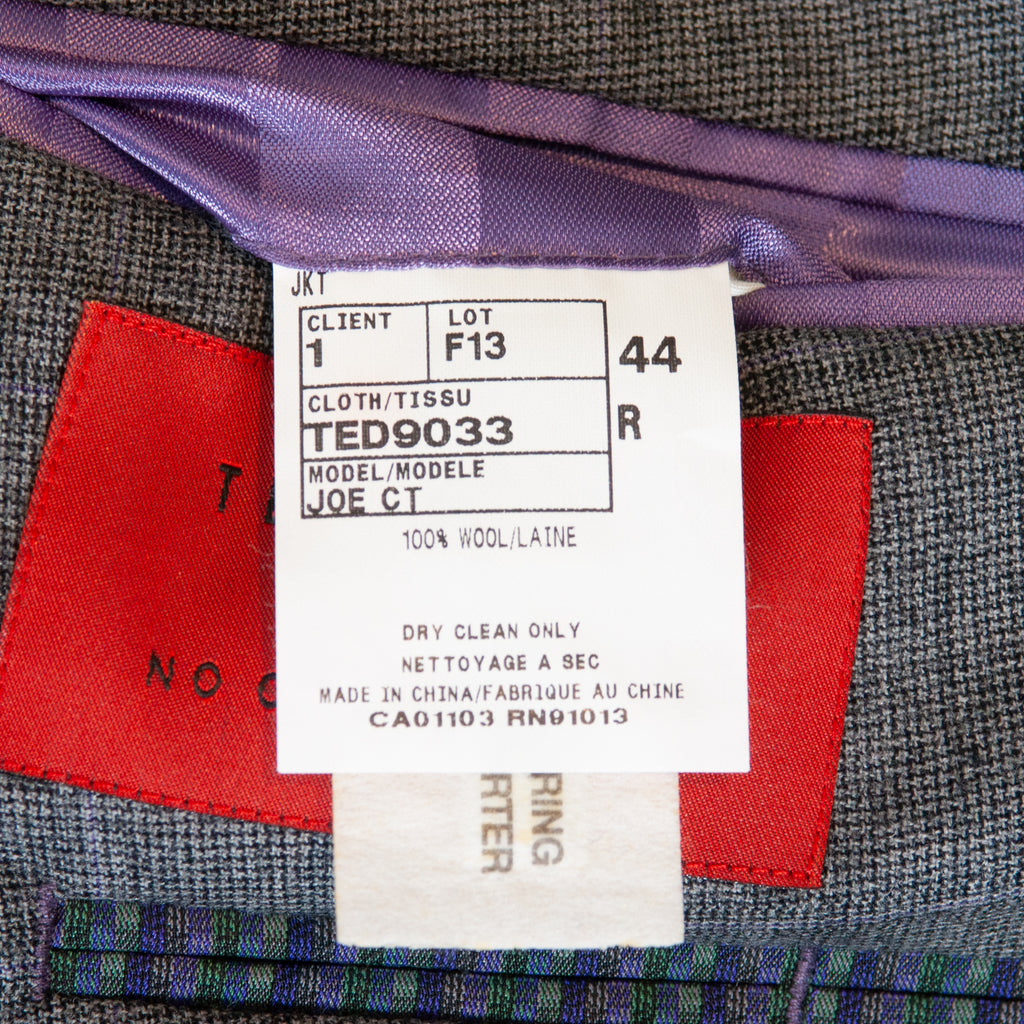 JKT
CLIENT
1
LOT
F13
44
R
CLOTH/TISSU
TED9033
MODEL/MODELE
JOE CT
100% WOOL/LAINE
DRY CLEAN ONLY
NETTOYAGE A SEC
MADE IN CHINA/FABRIQUE AU CHINE
CA01103 RN91013
T
NO
RING
RTER